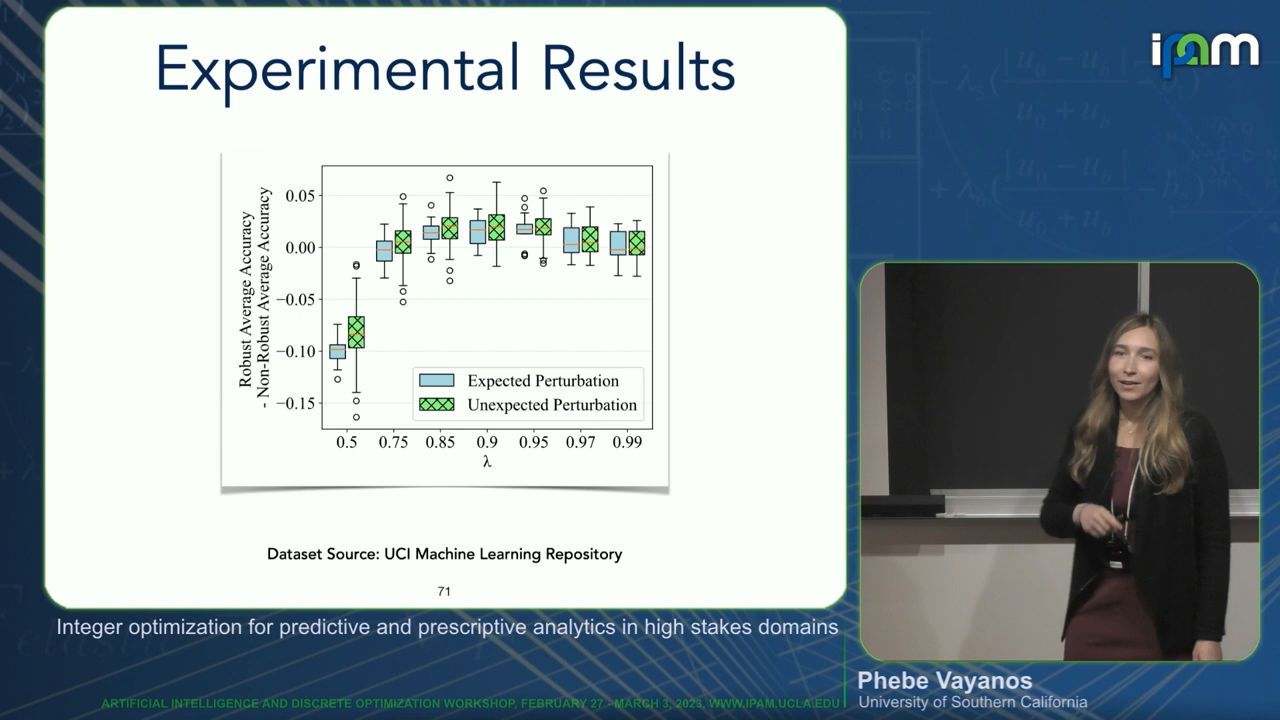 Experimental Results
ipam
Robust Average Accuracy
- Non-Robust Average Accuracy
0.05
0.00
−0.05
−0.10
−0.15
Expected Perturbation
Unexpected Perturbation
0.5 0.75 0.85 0.9 0.95 0.97 0.99
λ
Dataset Source: UCI Machine Learning Repository
71
Integer optimization for predictive and prescriptive analytics in high stakes domains
Phebe Vayanos
University of Southern California
ARTIFICIAL INTELLIGENCE AND DISCRETE OPTIMIZATION WORKSHOP, FEBRUARY 27 - MARCH 3, 2023, WWW.IPAM.UCLA.EDU